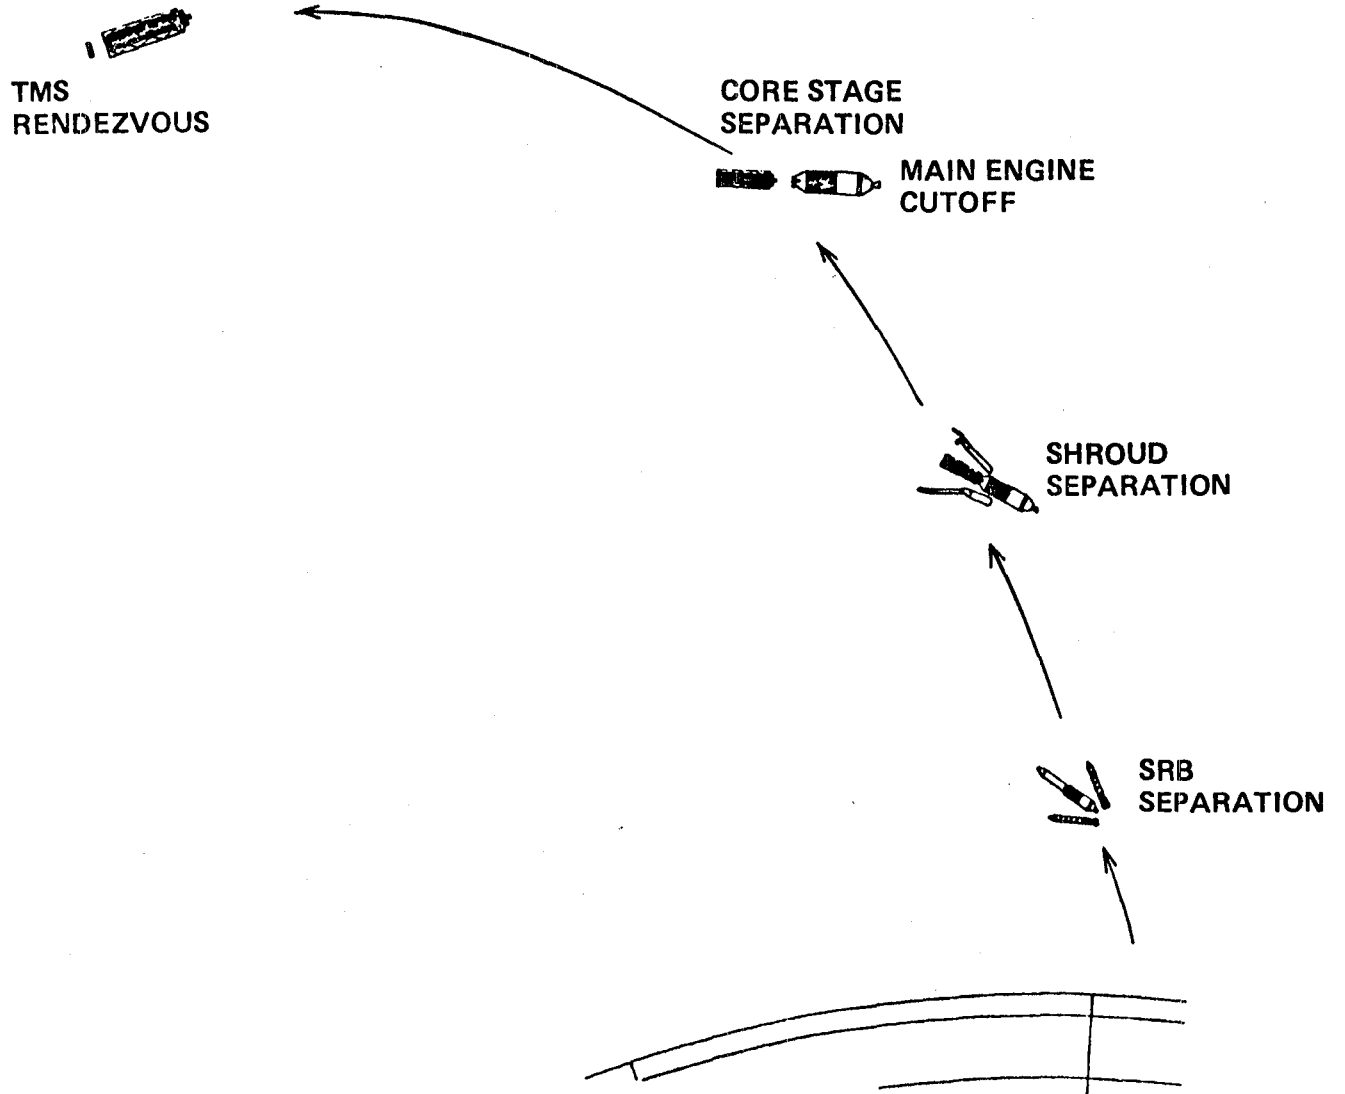 TMS
RENDEZVOUS
CORE STAGE
SEPARATION
MAIN ENGINE
CUTOFF
SHROUD
SEPARATION
SRB
SEPARATION